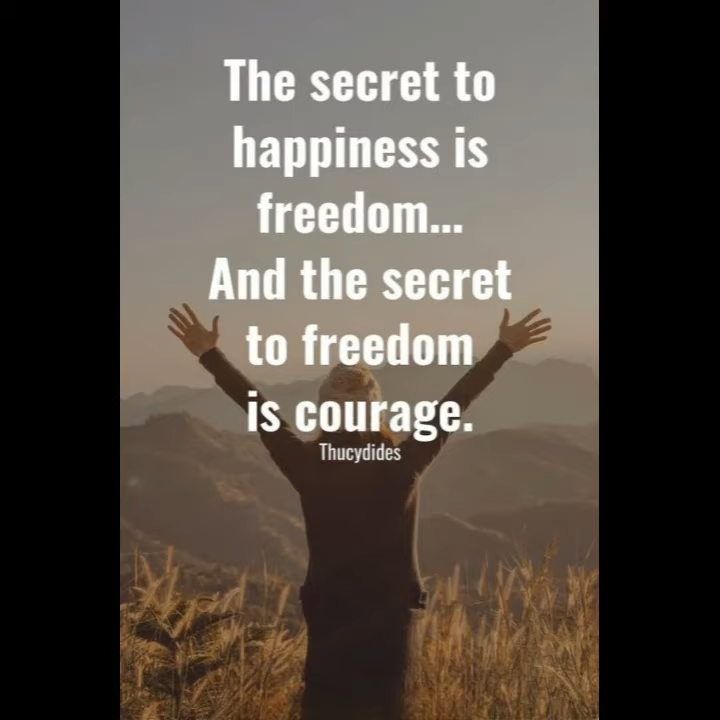 The secret to
happiness is
freedom...
And the secret
to freedom
is courage.
Thucydides